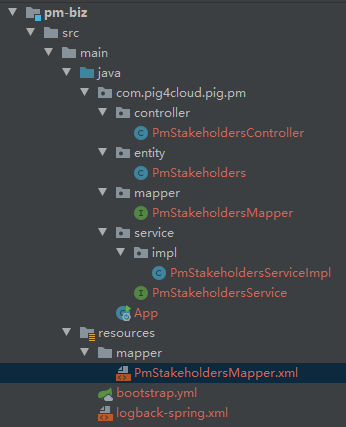 pm-biz
src
main
java
com.pig4cloud.pig.pm
controller
PmStakeholdersController
entity
PmStakeholders
mapper
PmStakeholdersMapper
service
impl
PmStakeholdersServiceImpl
PmStakeholdersService
App
resources
mapper
PmStakeholdersMapper.xml
bootstrap.yml
logback-spring.xml